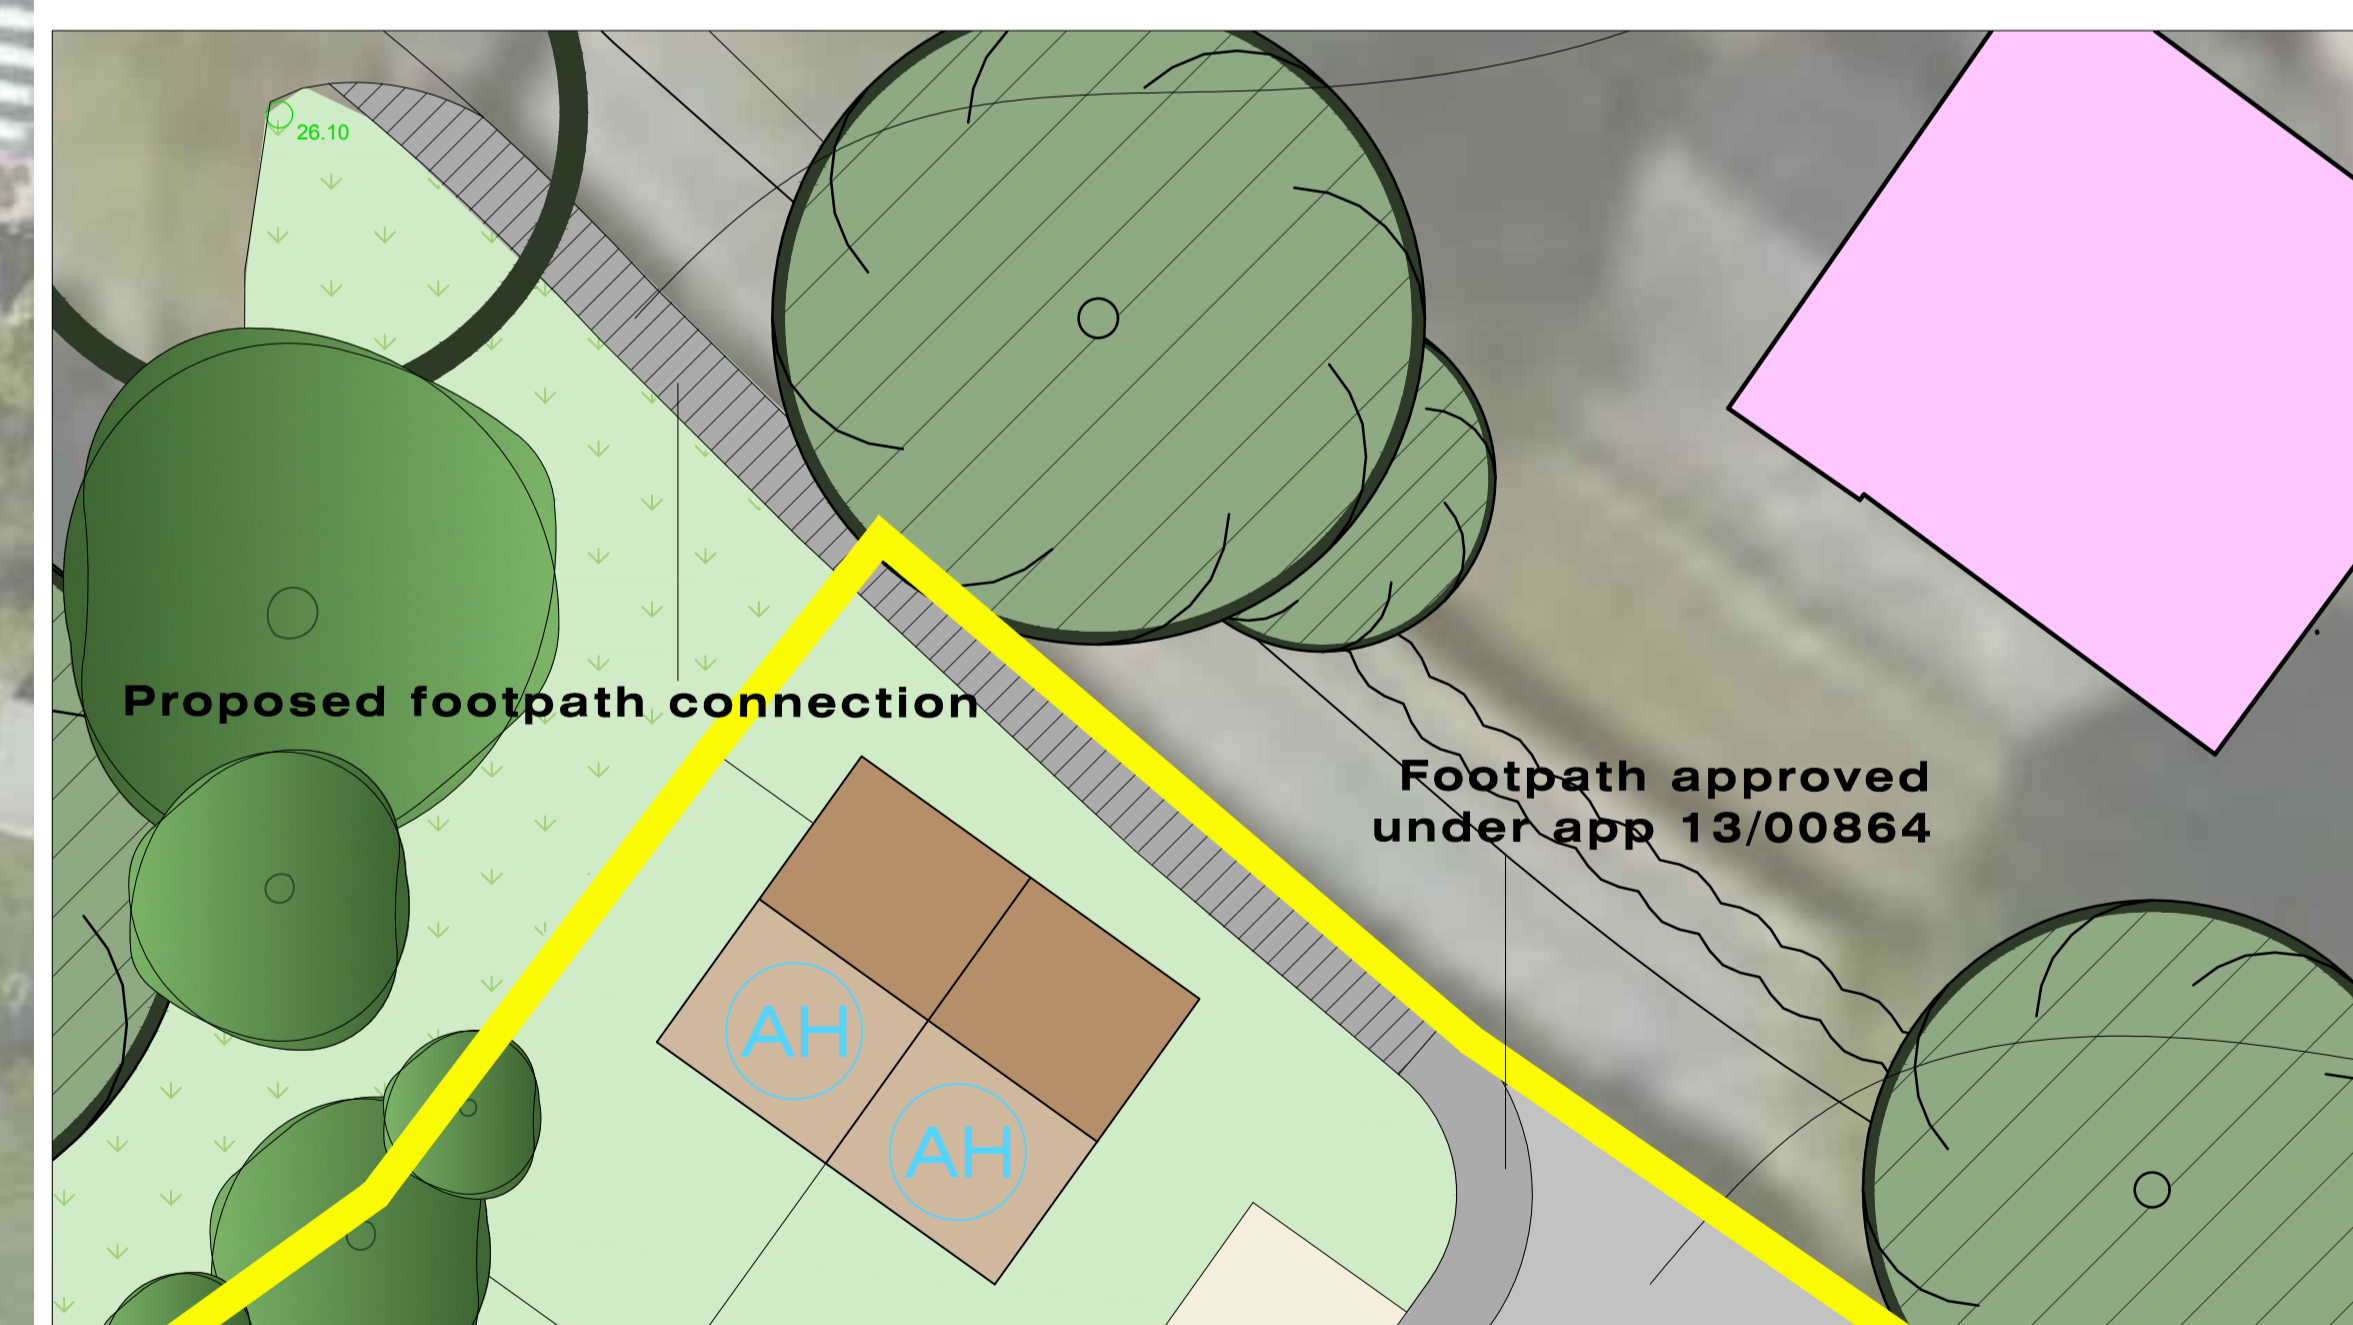 26.10
Proposed footpath connection
Footpath approved
under app 13/00864
AH
AH